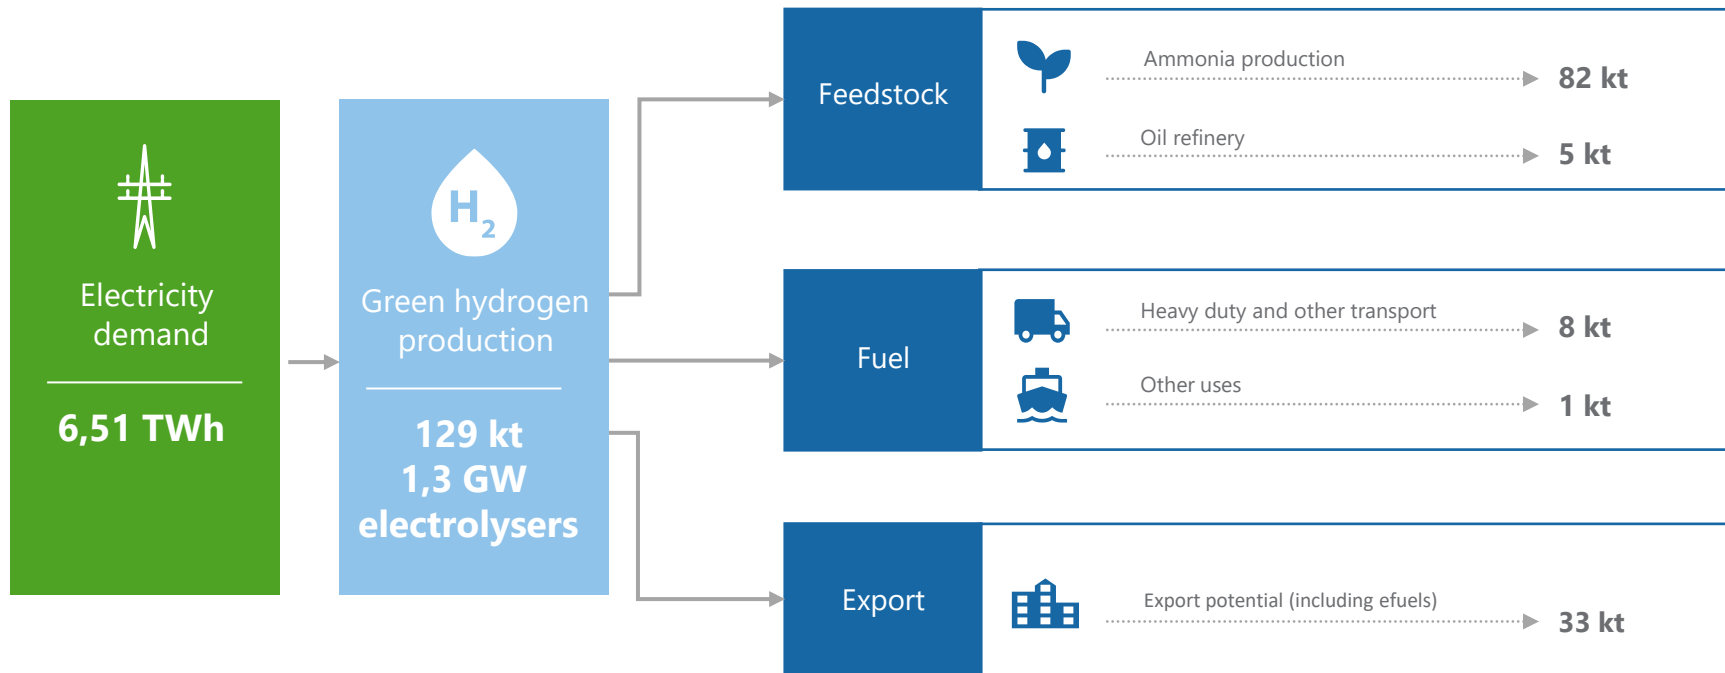 Electricity
demand
6,51 TWh
H2
Green hydrogen
production
129 kt
1,3 GW
electrolysers
Feedstock
Ammonia production
82 kt
Oil refinery
5 kt
Fuel
Heavy duty and other transport
8 kt
Other uses
1 kt
Export
Export potential (including efuels)
33 kt